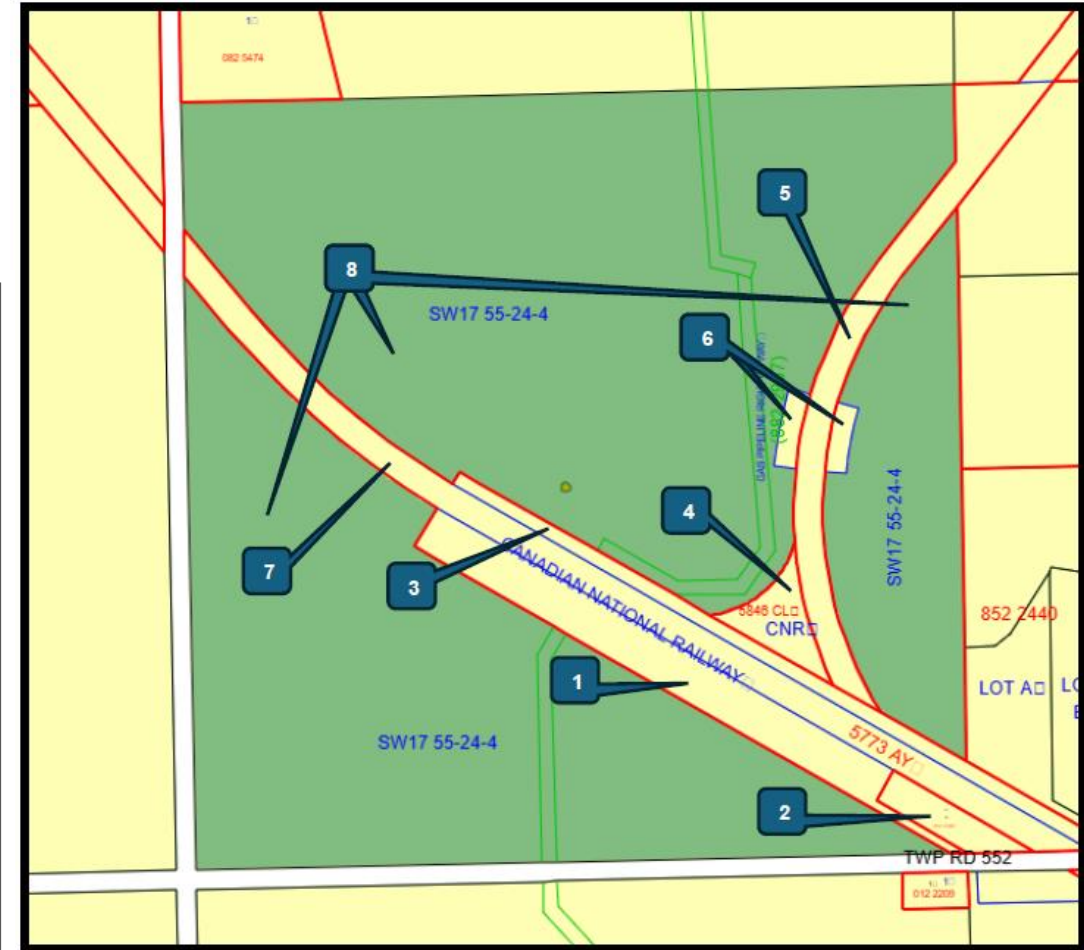 1
082 5474
5
8
SW17 55-24-4
6
GAS PIPELINE
4
SW17 55-24-4
7
3
CANADIAN NATIONAL RAILWAY
5846 CL
CNR
852 2440
1
LOT A
SW17 55-24-4
5773 AY
2
TWP RD 552
012 2209